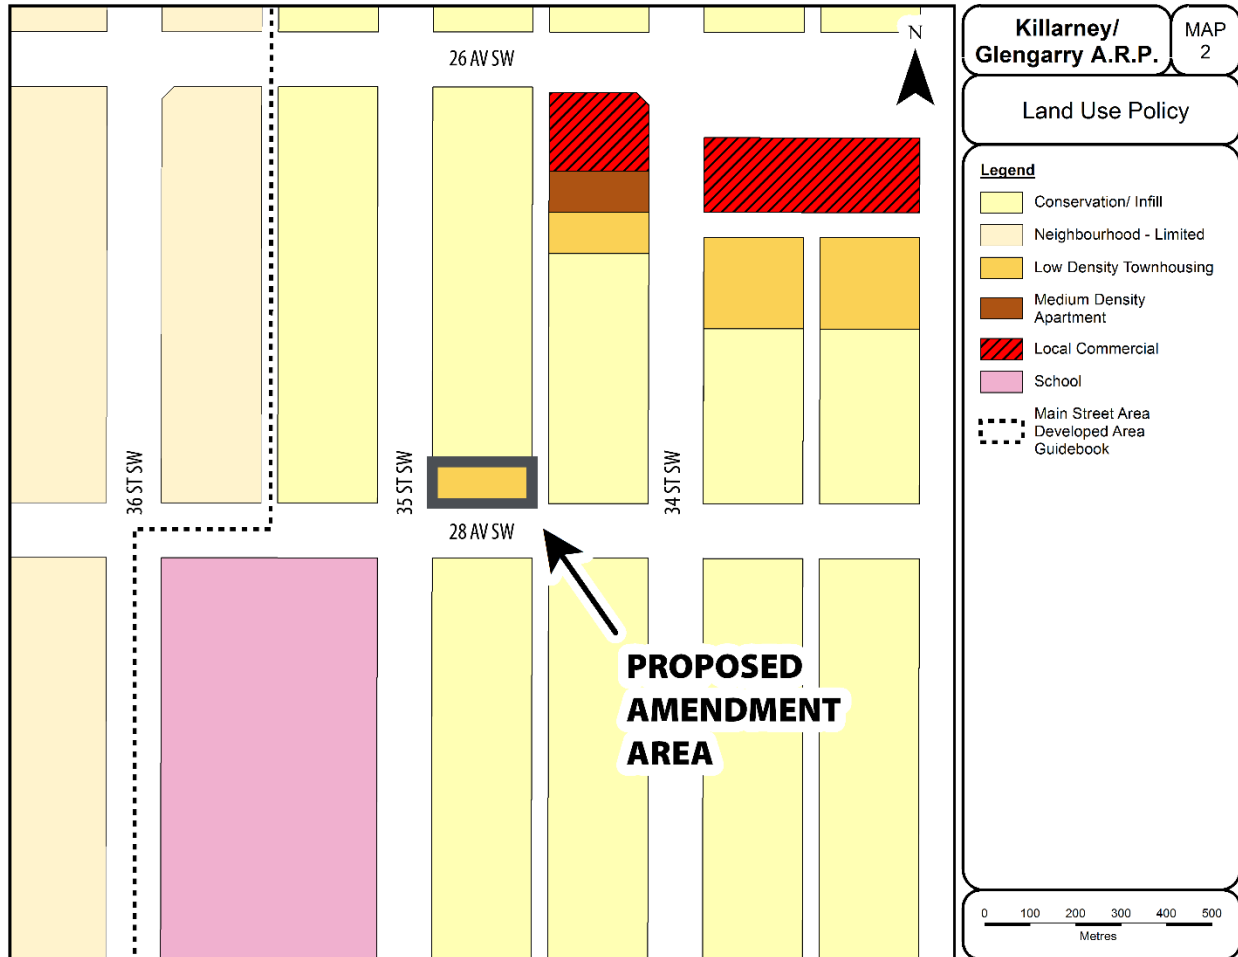 26 AV SW
N
36 ST SW
35 ST SW
34 ST SW
28 AV SW
PROPOSED
AMENDMENT
AREA
Killarney/
Glengarry A.R.P.
MAP
2
Land Use Policy
Legend
Conservation/ Infill
Neighbourhood - Limited
Low Density Townhousing
Medium Density
Apartment
Local Commercial
School
Main Street Area
Developed Area
Guidebook
0 100 200 300 400 500
Metres